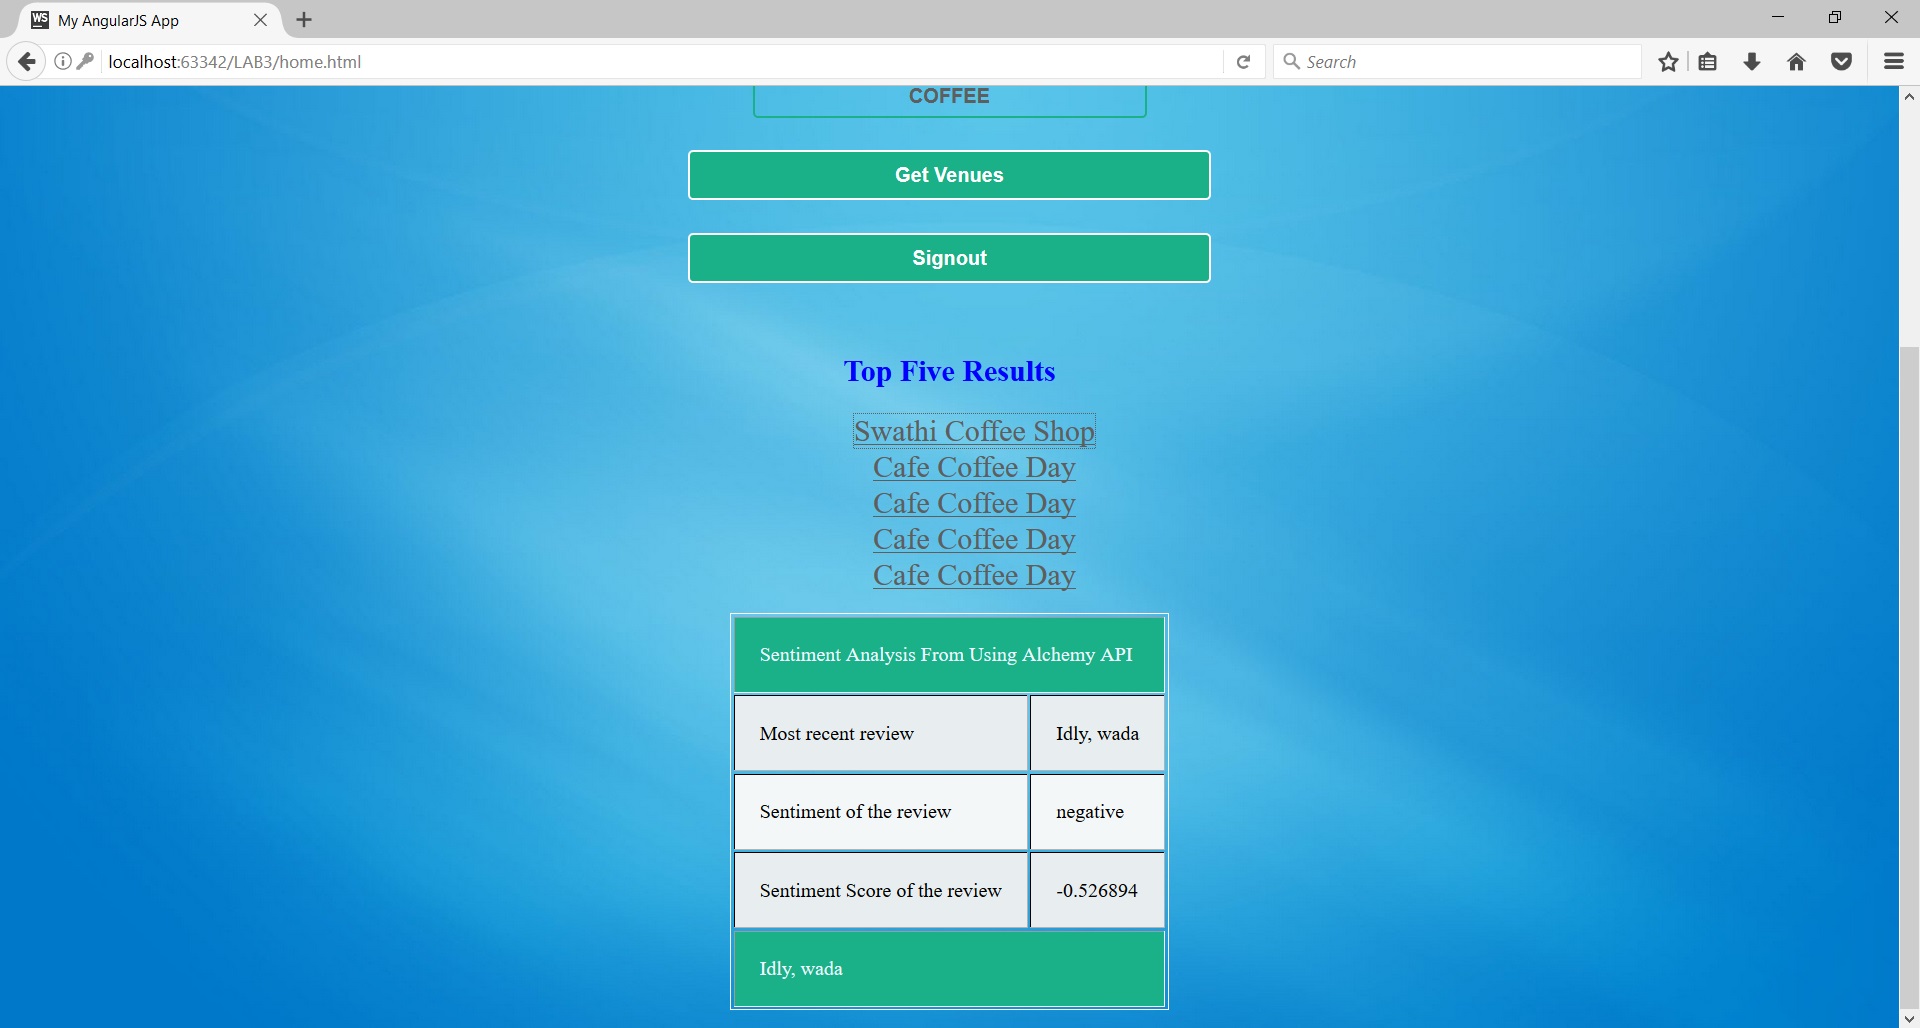 WS My AngularJS App
localhost:63342/LAB3/home.html
Search
COFFEE
Get Venues
Signout
Top Five Results
Swathi Coffee Shop
Cafe Coffee Day
Cafe Coffee Day
Cafe Coffee Day
Cafe Coffee Day
Sentiment Analysis From Using Alchemy API
Most recent review Idly, wada
Sentiment of the review negative
Sentiment Score of the review -0.526894
Idly, wada